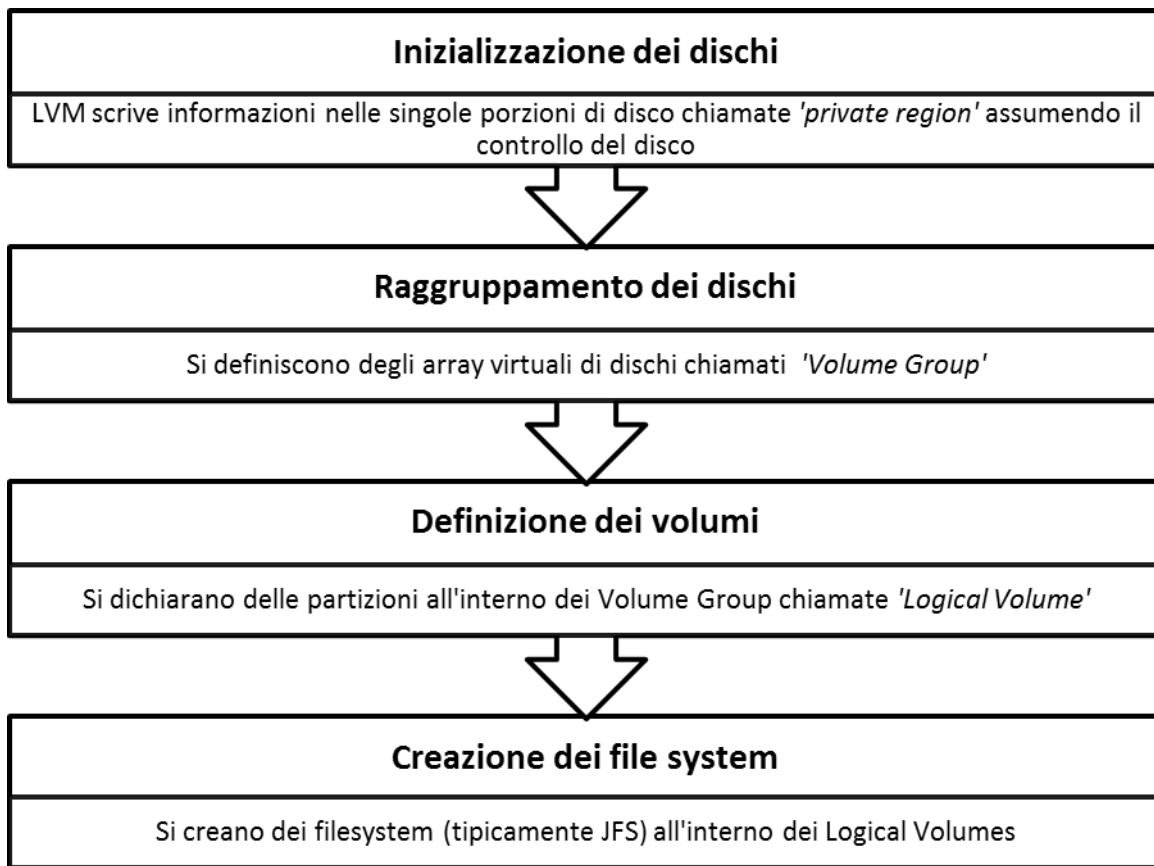 Inizializzazione dei dischi
LVM scrive informazioni nelle singole porzioni di disco chiamate 'private region' assumendo il
controllo del disco
Raggruppamento dei dischi
Si definiscono degli array virtuali di dischi chiamati 'Volume Group'
Definizione dei volumi
Si dichiarano delle partizioni all'interno dei Volume Group chiamate 'Logical Volume'
Creazione dei file system
Si creano dei filesystem (tipicamente JFS) all'interno dei Logical Volumes